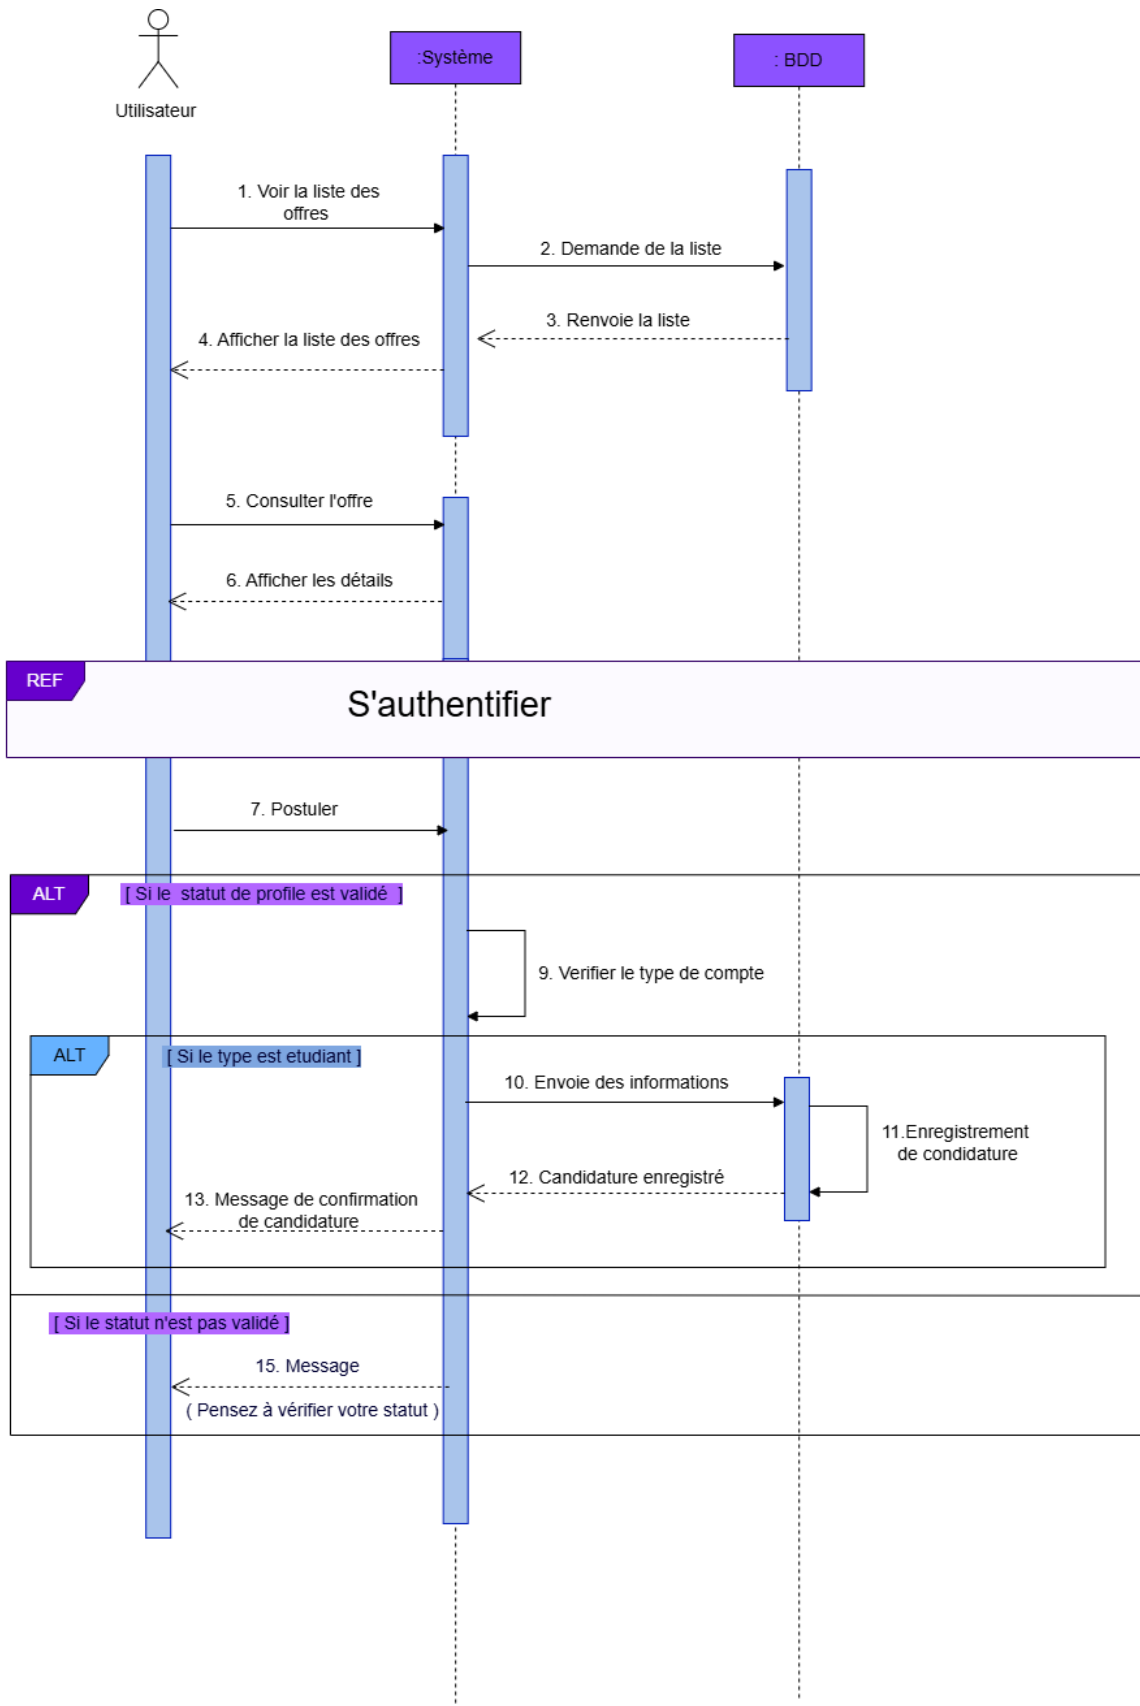 Utilisateur
:Système
: BDD
1. Voir la liste des
offres
2. Demande de la liste
3. Renvoie la liste
4. Afficher la liste des offres
5. Consulter l'offre
6. Afficher les détails
REF
S'authentifier
7. Postuler
ALT
[ Si le  statut de profile est validé  ]
9. Verifier le type de compte
ALT
[ Si le type est etudiant ]
10. Envoie des informations
11.Enregistrement
de condidature
12. Candidature enregistré
13. Message de confirmation
de candidature
[ Si le statut n'est pas validé ]
15. Message
( Pensez à vérifier votre statut )